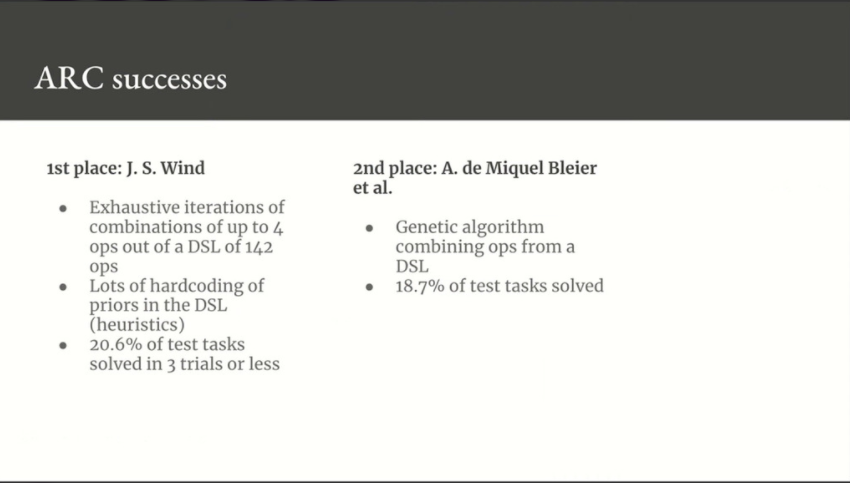 ARC successes
1st place: J. S. Wind
● Exhaustive iterations of
combinations of up to 4
ops out of a DSL of 142
ops
● Lots of hardcoding of
priors in the DSL
(heuristics)
● 20.6% of test tasks
solved in 3 trials or less
2nd place: A. de Miquel Bleier
et al.
● Genetic algorithm
combining ops from a
DSL
● 18.7% of test tasks solved